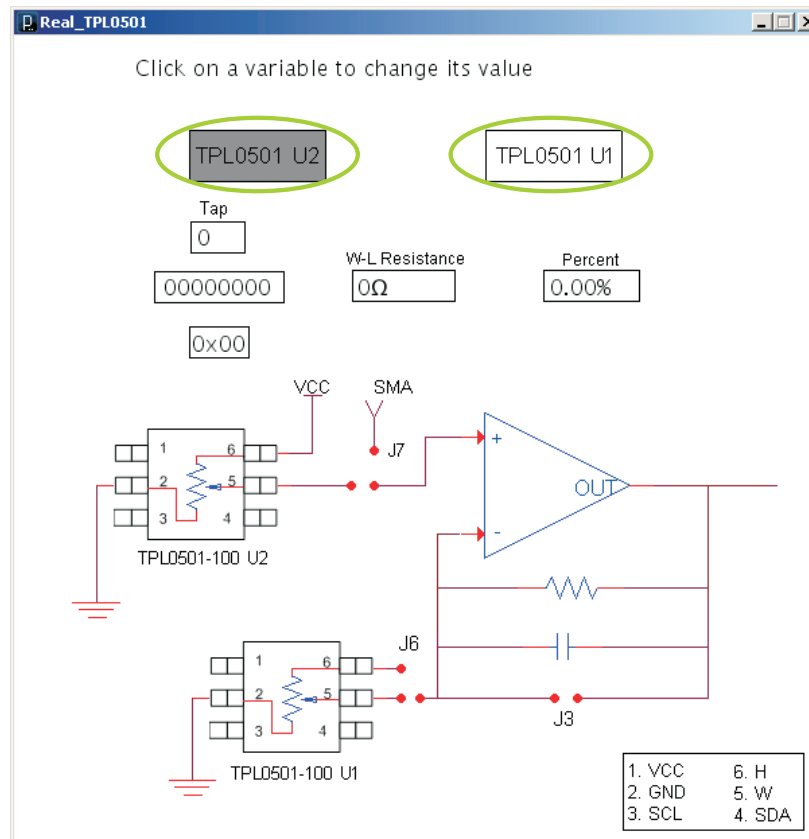 Real_TPL0501
Click on a variable to change its value
TPL0501 U2
TPL0501 U1
Tap
0
W-L Resistance
Percent
00000000
0Ω
0.00%
0x00
VCC
SMA
J7
1
6
2
5
3
4
+
-
OUT
TPL0501-100 U2
J6
1
6
2
5
3
4
J3
TPL0501-100 U1
1. VCC 6. H
2. GND 5. W
3. SCL 4. SDA